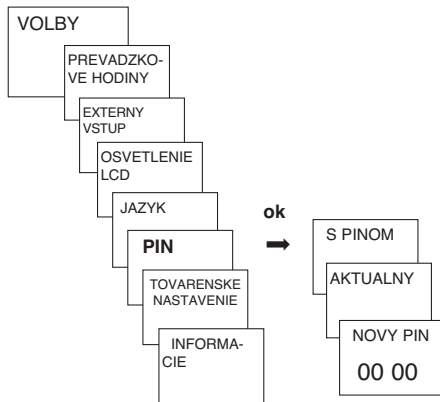 VOLBY
PREVADZKO-
VE HODINY
EXTERNY
VSTUP
OSVETLENIE
LCD
JAZYK
PIN
TOVARENSKE
NASTAVENIE
INFORMA-
CIE
ok
S PINOM
AKTUALNY
NOVY PIN
00 00